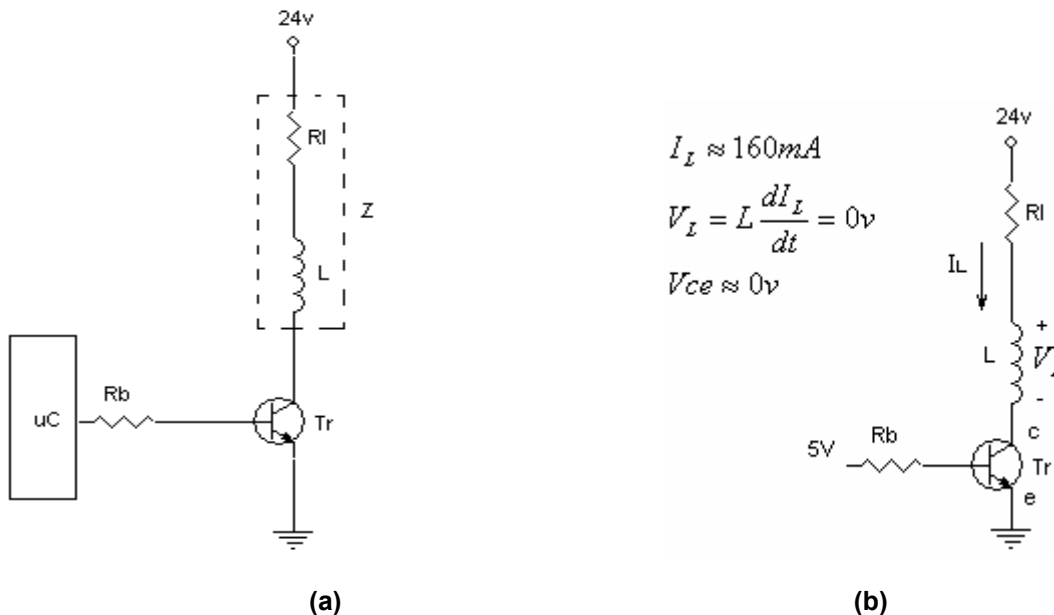 24v
Rl
Z
L
Rb
uC
Tr
(a)
24v
I_L ≈ 160mA
V_L = L dI_L/dt = 0v
Vce ≈ 0v
Rl
IL
+
L
-
c
5V
Rb
Tr
e
(b)